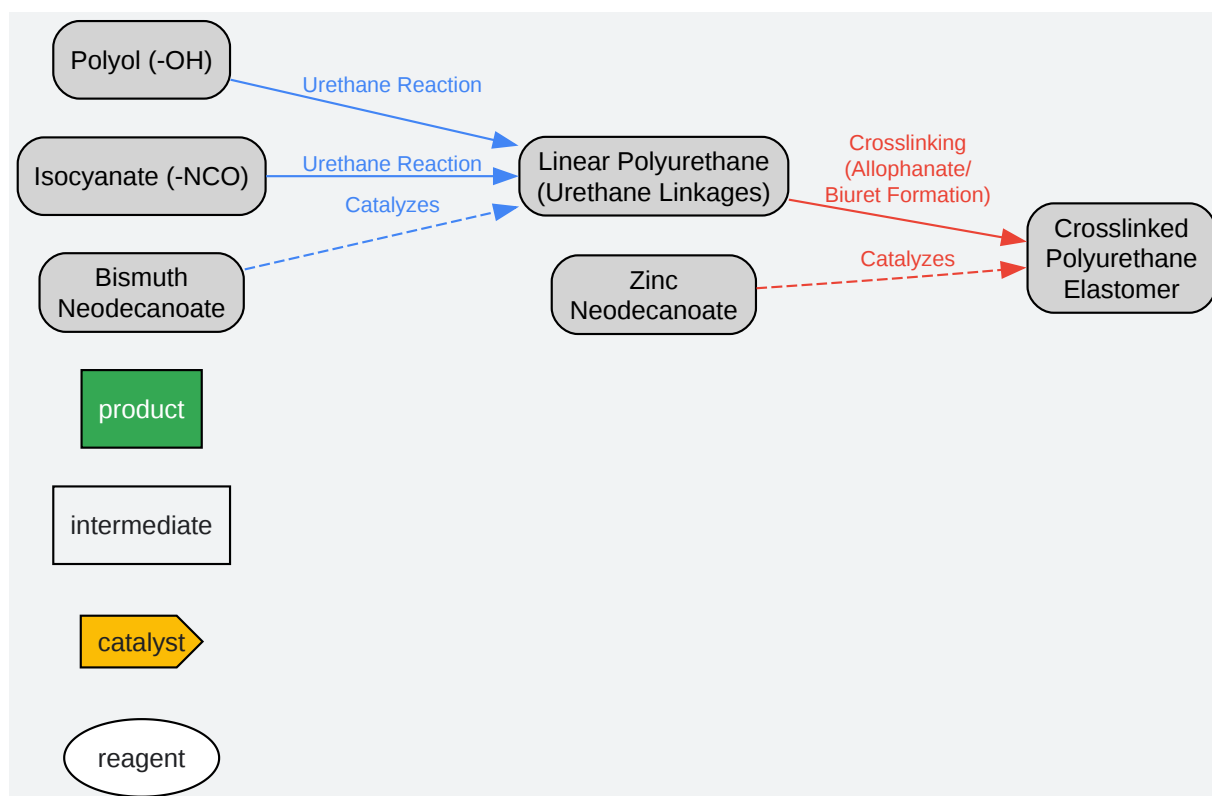 Polyol (-OH)
Urethane Reaction
Isocyanate (-NCO)
Urethane Reaction
Linear Polyurethane
(Urethane Linkages)
Crosslinking
(Allophanate/
Biuret Formation)
Catalyzes
Bismuth
Neodecanoate
Zinc
Neodecanoate
Catalyzes
Crosslinked
Polyurethane
Elastomer
product
intermediate
catalyst
reagent